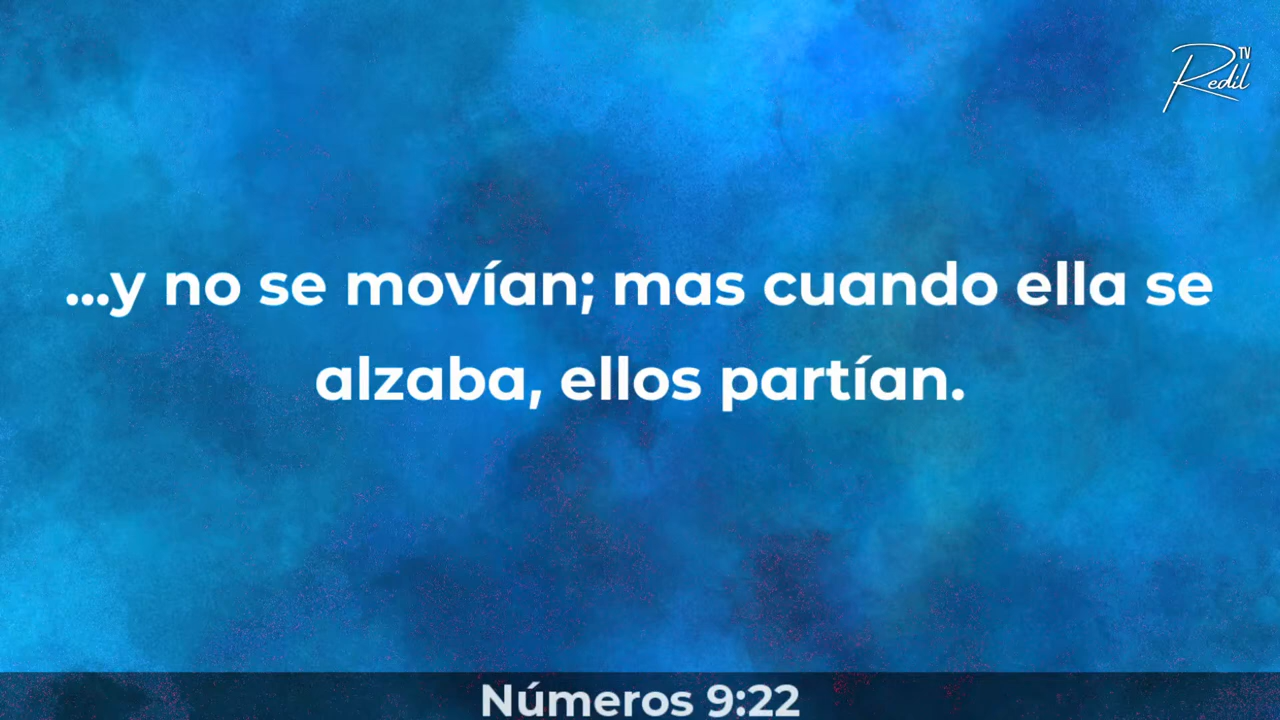 TV
Redil
...y no se movían; mas cuando ella se
alzaba, ellos partían.
Números 9:22